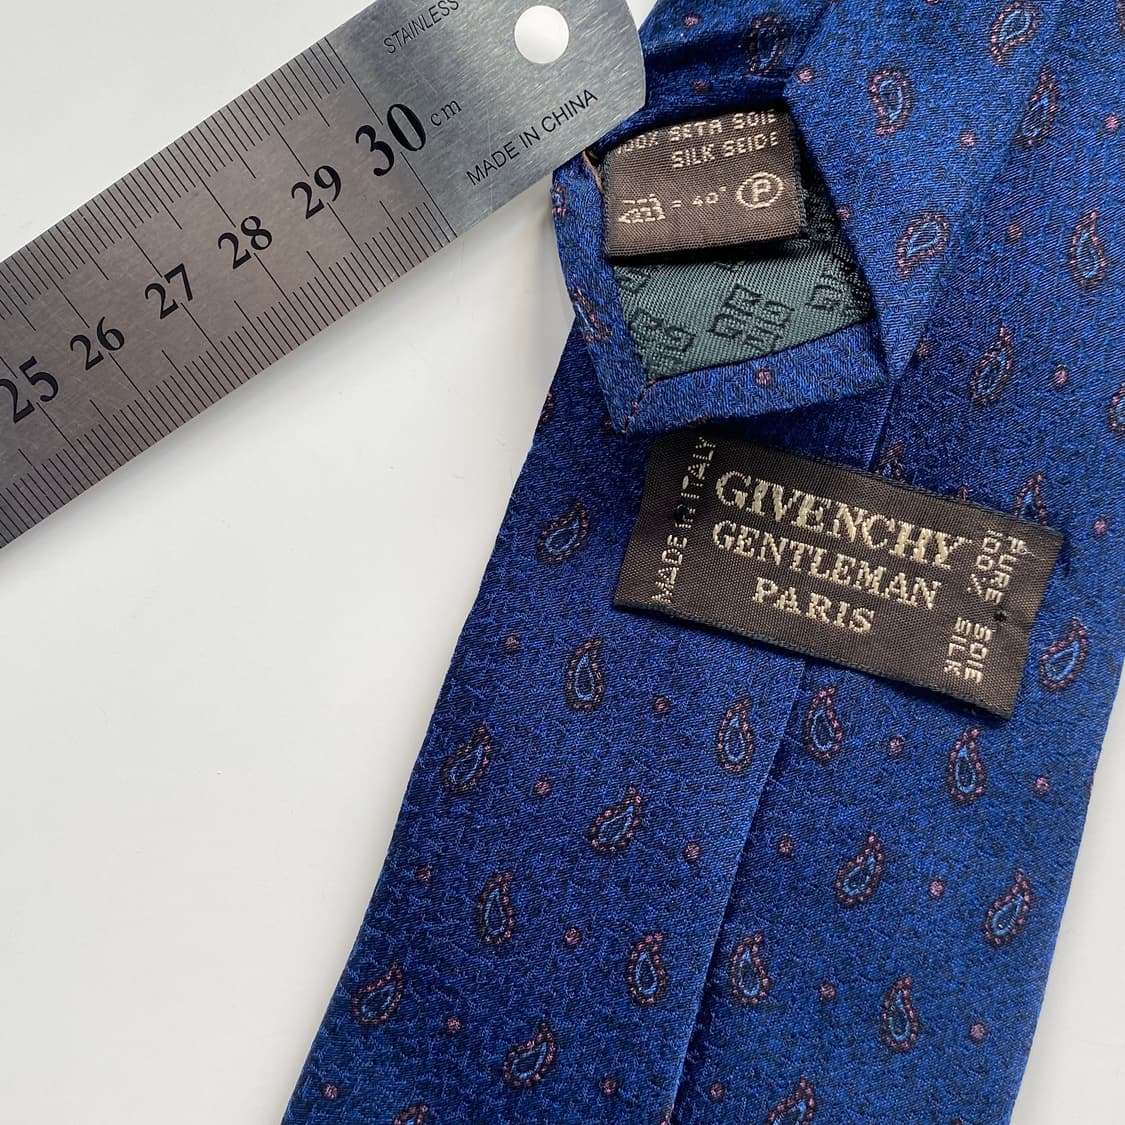 STAINLESS
cm
MADE IN CHINA
25 26 27 28 29 30
100% SETA SOIE
SILK SEIDE
= 40° P
MADE IN ITALY
GIVENCHY
GENTLEMAN
PARIS
PURE SOIE
100% SILK